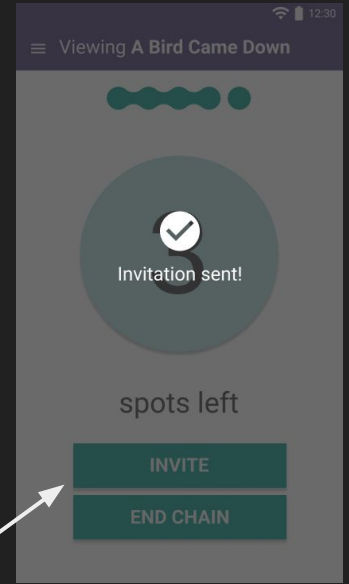 12:30
Viewing A Bird Came Down
3
Invitation sent!
spots left
INVITE
END CHAIN